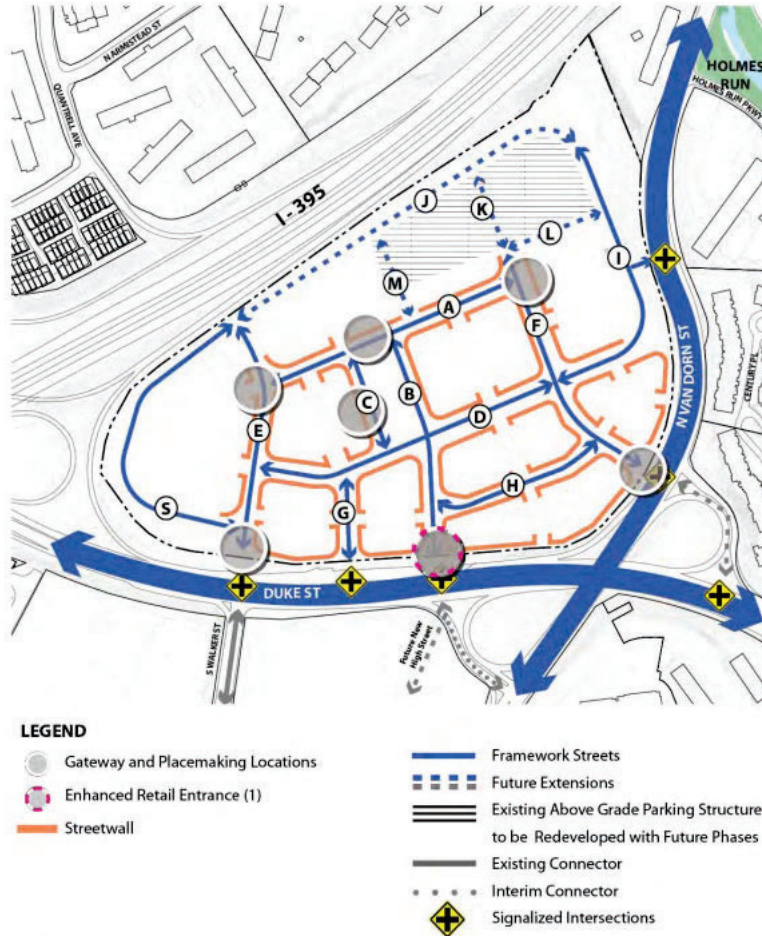 N ARMISTEAD ST
QUANTRELL AVE
HOLMES
RUN
HOLMES RUN PKWY
I - 395
J
K
L
I
M
A
F
N VAN DORN ST
CENTURY PL
B
C
D
E
H
S
G
DUKE ST
S WALKER ST
Future New
High Street
LEGEND
Gateway and Placemaking Locations
Enhanced Retail Entrance (1)
Streetwall
Framework Streets
Future Extensions
Existing Above Grade Parking Structure
to be Redeveloped with Future Phases
Existing Connector
Interim Connector
Signalized Intersections